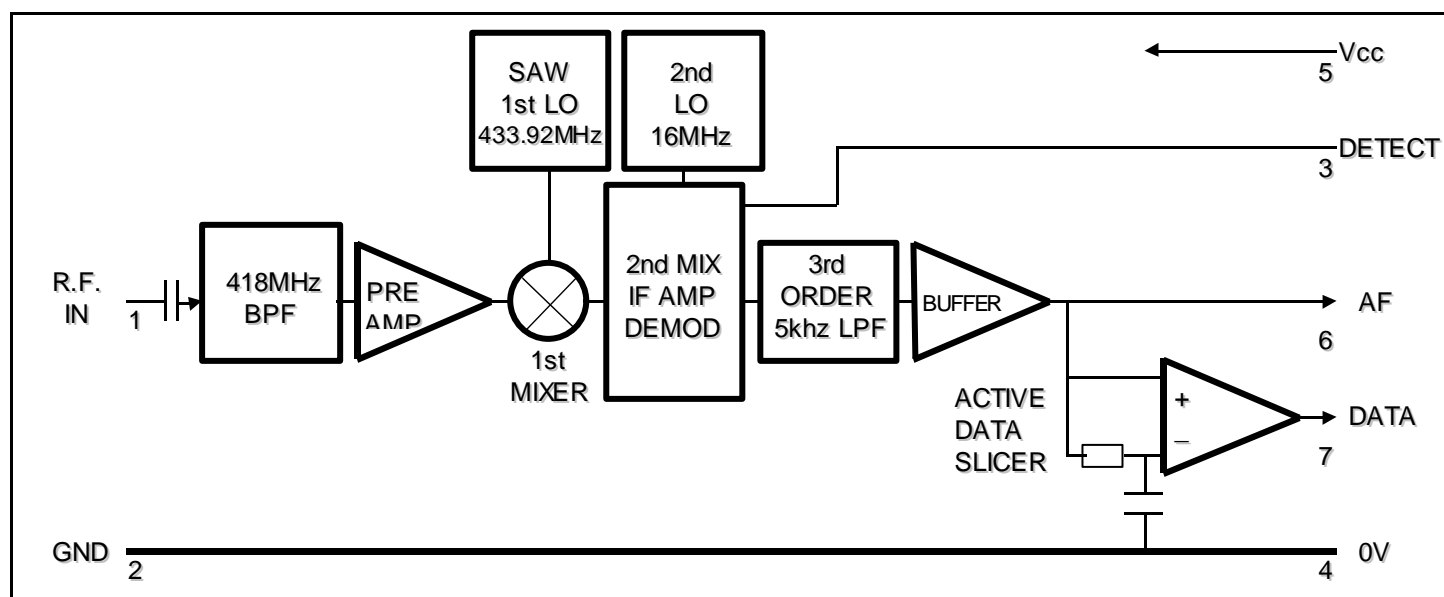 SAW
1st LO
433.92MHz
2nd
LO
16MHz
Vcc
5
DETECT
3
R.F.
IN
1
418MHz
BPF
PRE
AMP
1st
MIXER
2nd MIX
IF AMP
DEMOD
3rd
ORDER
5khz LPF
BUFFER
AF
6
ACTIVE
DATA
SLICER
+
–
DATA
7
GND
2
0V
4